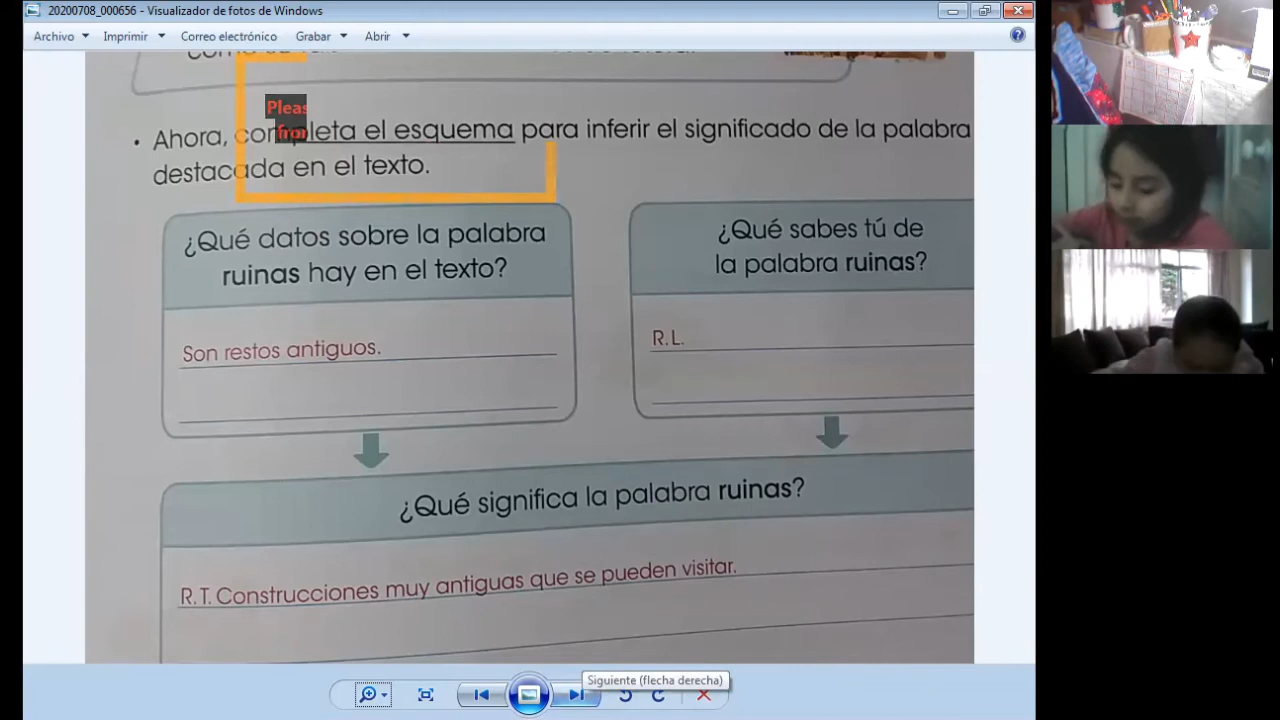 20200708_000656 - Visualizador de fotos de Windows
Archivo Imprimir Correo electrónico Grabar Abrir
• Ahora, completa el esquema para inferir el significado de la palabra
destacada en el texto.
¿Qué datos sobre la palabra
ruinas hay en el texto?
Son restos antiguos.
¿Qué sabes tú de
la palabra ruinas?
R.L.
¿Qué significa la palabra ruinas?
R.T. Construcciones muy antiguas que se pueden visitar.
Siguiente (flecha derecha)